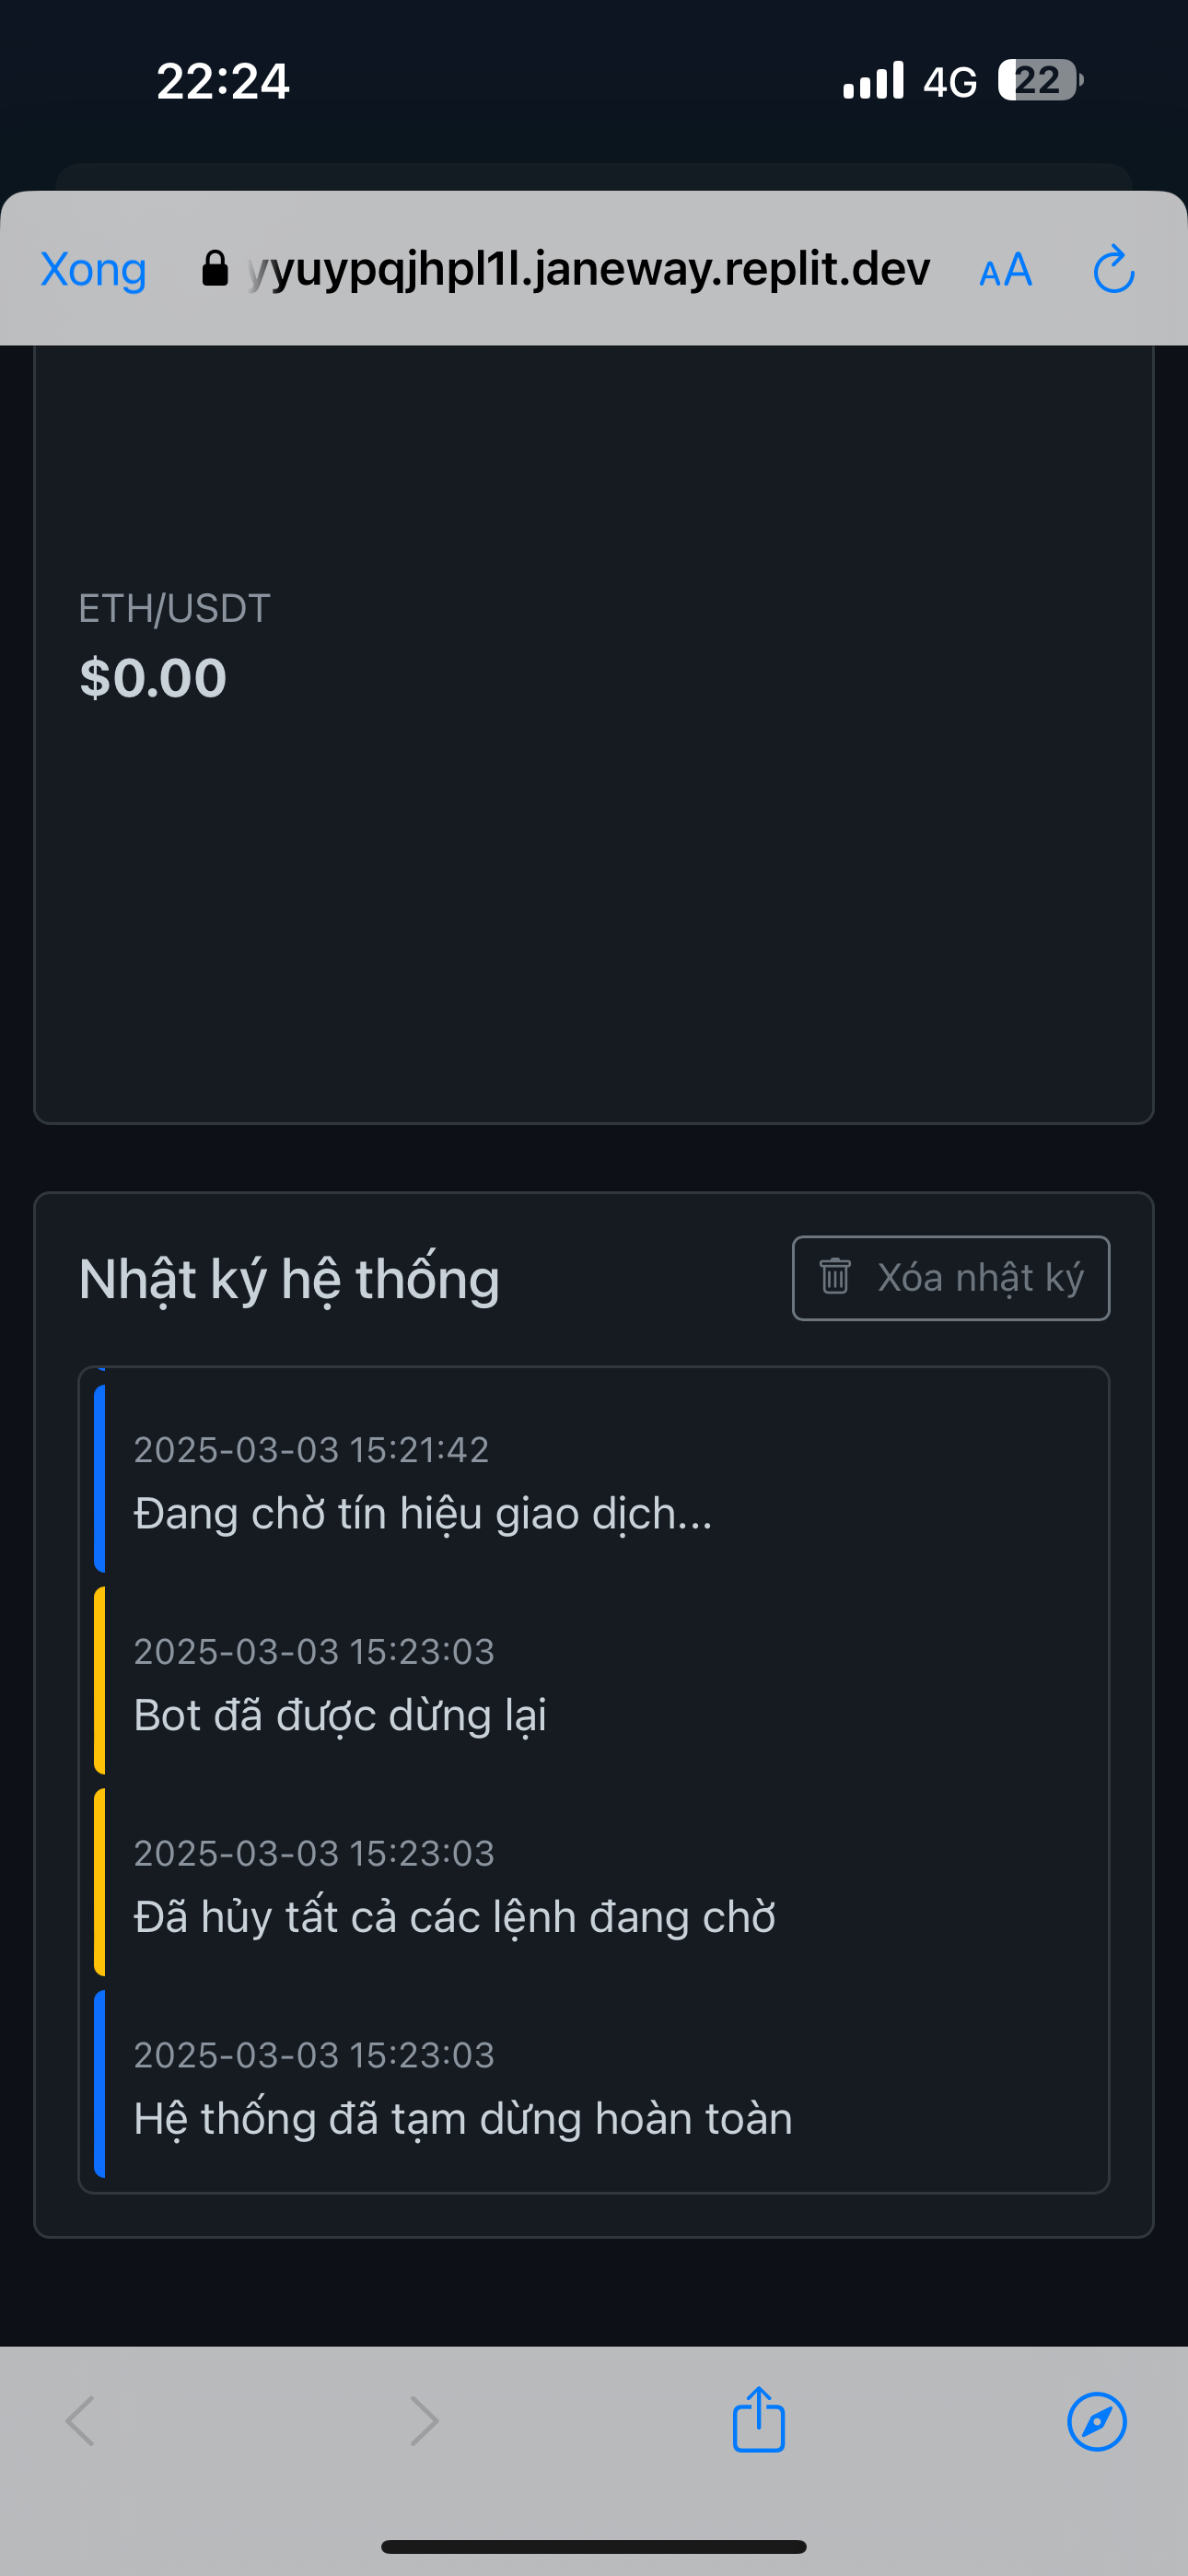 22:24
4G
22
Xong
yyuypqjhpl1l.janeway.replit.dev
AA
ETH/USDT
$0.00
Nhật ký hệ thống
Xóa nhật ký
2025-03-03 15:21:42
Đang chờ tín hiệu giao dịch...
2025-03-03 15:23:03
Bot đã được dừng lại
2025-03-03 15:23:03
Đã hủy tất cả các lệnh đang chờ
2025-03-03 15:23:03
Hệ thống đã tạm dừng hoàn toàn